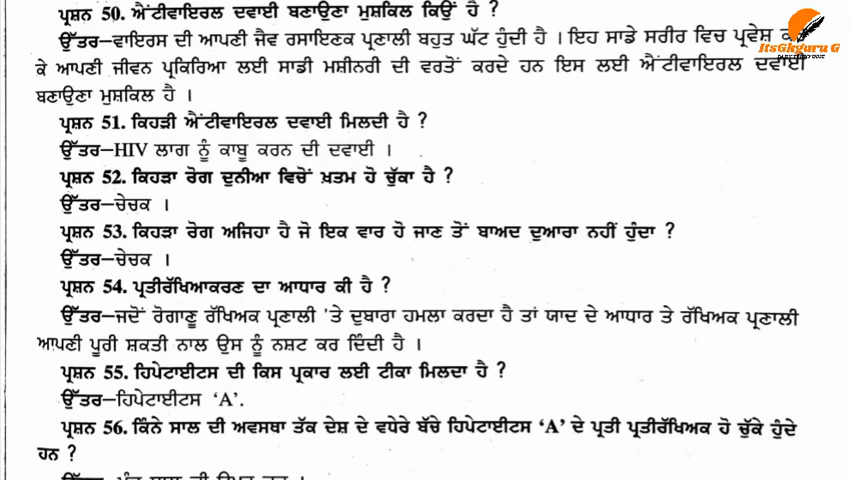 ਪ੍ਰਸ਼ਨ 50. ਐਂਟੀਵਾਇਰਲ ਦਵਾਈ ਬਣਾਉਣਾ ਮੁਸ਼ਕਿਲ ਕਿਉਂ ਹੈ ?
ਉੱਤਰ—ਵਾਇਰਸ ਦੀ ਆਪਣੀ ਜੈਵ ਰਸਾਇਣਕ ਪ੍ਰਣਾਲੀ ਬਹੁਤ ਘੱਟ ਹੁੰਦੀ ਹੈ । ਇਹ ਸਾਡੇ ਸਰੀਰ ਵਿਚ ਪ੍ਰਵੇਸ਼
ਕੇ ਆਪਣੀ ਜੀਵਨ ਪ੍ਰਕਿਰਿਆ ਲਈ ਸਾਡੀ ਮਸ਼ੀਨਰੀ ਦੀ ਵਰਤੋਂ ਕਰਦੇ ਹਨ ਇਸ ਲਈ ਐਂਟੀਵਾਇਰਲ ਦਵਾਈ
ਬਣਾਉਣਾ ਮੁਸ਼ਕਿਲ ਹੈ ।
ਪ੍ਰਸ਼ਨ 51. ਕਿਹੜੀ ਐਂਟੀਵਾਇਰਲ ਦਵਾਈ ਮਿਲਦੀ ਹੈ ?
ਉੱਤਰ—HIV ਲਾਗ ਨੂੰ ਕਾਬੂ ਕਰਨ ਦੀ ਦਵਾਈ ।
ਪ੍ਰਸ਼ਨ 52. ਕਿਹੜਾ ਰੋਗ ਦੁਨੀਆ ਵਿਚੋਂ ਖ਼ਤਮ ਹੋ ਚੁੱਕਾ ਹੈ ?
ਉੱਤਰ—ਚੇਚਕ ।
ਪ੍ਰਸ਼ਨ 53. ਕਿਹੜਾ ਰੋਗ ਅਜਿਹਾ ਹੈ ਜੋ ਇਕ ਵਾਰ ਹੋ ਜਾਣ ਤੋਂ ਬਾਅਦ ਦੁਆਰਾ ਨਹੀਂ ਹੁੰਦਾ ?
ਉੱਤਰ—ਚੇਚਕ ।
ਪ੍ਰਸ਼ਨ 54. ਪ੍ਰਤੀਰੱਖਿਆਕਰਣ ਦਾ ਆਧਾਰ ਕੀ ਹੈ ?
ਉੱਤਰ—ਜਦੋਂ ਰੋਗਾਣੂ ਰੱਖਿਅਕ ਪ੍ਰਣਾਲੀ 'ਤੇ ਦੁਬਾਰਾ ਹਮਲਾ ਕਰਦਾ ਹੈ ਤਾਂ ਯਾਦ ਦੇ ਆਧਾਰ ਤੇ ਰੱਖਿਅਕ ਪ੍ਰਣਾਲੀ
ਆਪਣੀ ਪੂਰੀ ਸ਼ਕਤੀ ਨਾਲ ਉਸ ਨੂੰ ਨਸ਼ਟ ਕਰ ਦਿੰਦੀ ਹੈ ।
ਪ੍ਰਸ਼ਨ 55. ਹਿਪੇਟਾਈਟਸ ਦੀ ਕਿਸ ਪ੍ਰਕਾਰ ਲਈ ਟੀਕਾ ਮਿਲਦਾ ਹੈ ?
ਉੱਤਰ—ਹਿਪੇਟਾਇਟਸ 'A'.
ਪ੍ਰਸ਼ਨ 56. ਕਿੰਨੇ ਸਾਲ ਦੀ ਅਵਸਥਾ ਤੱਕ ਦੇਸ਼ ਦੇ ਵਧੇਰੇ ਬੱਚੇ ਹਿਪੇਟਾਇਟਸ 'A' ਦੇ ਪ੍ਰਤੀ ਪ੍ਰਤੀਰੱਖਿਅਕ ਹੋ ਚੁੱਕੇ ਹੁੰਦੇ
ਹਨ ?
ItsGkguru G